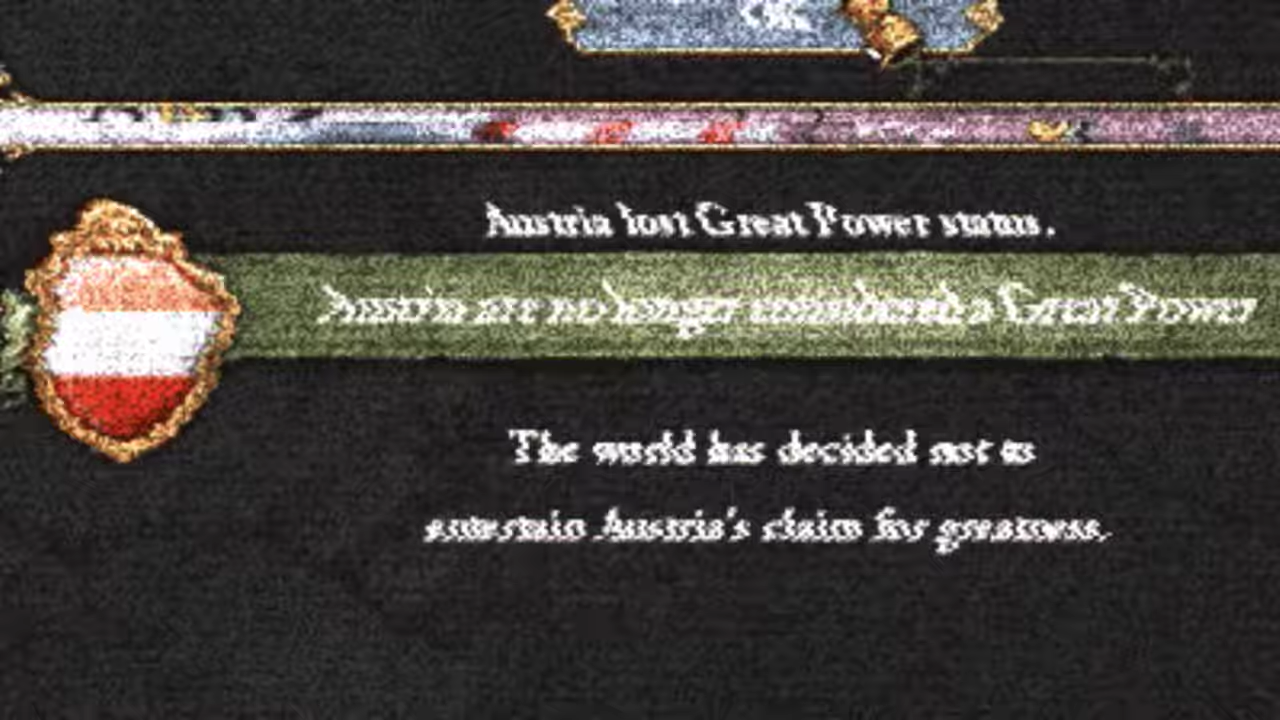 OK
Austria lost Great Power status.
Austria are no longer considered a Great Power
The world has decided not to
entertain Austria's claim for greatness.